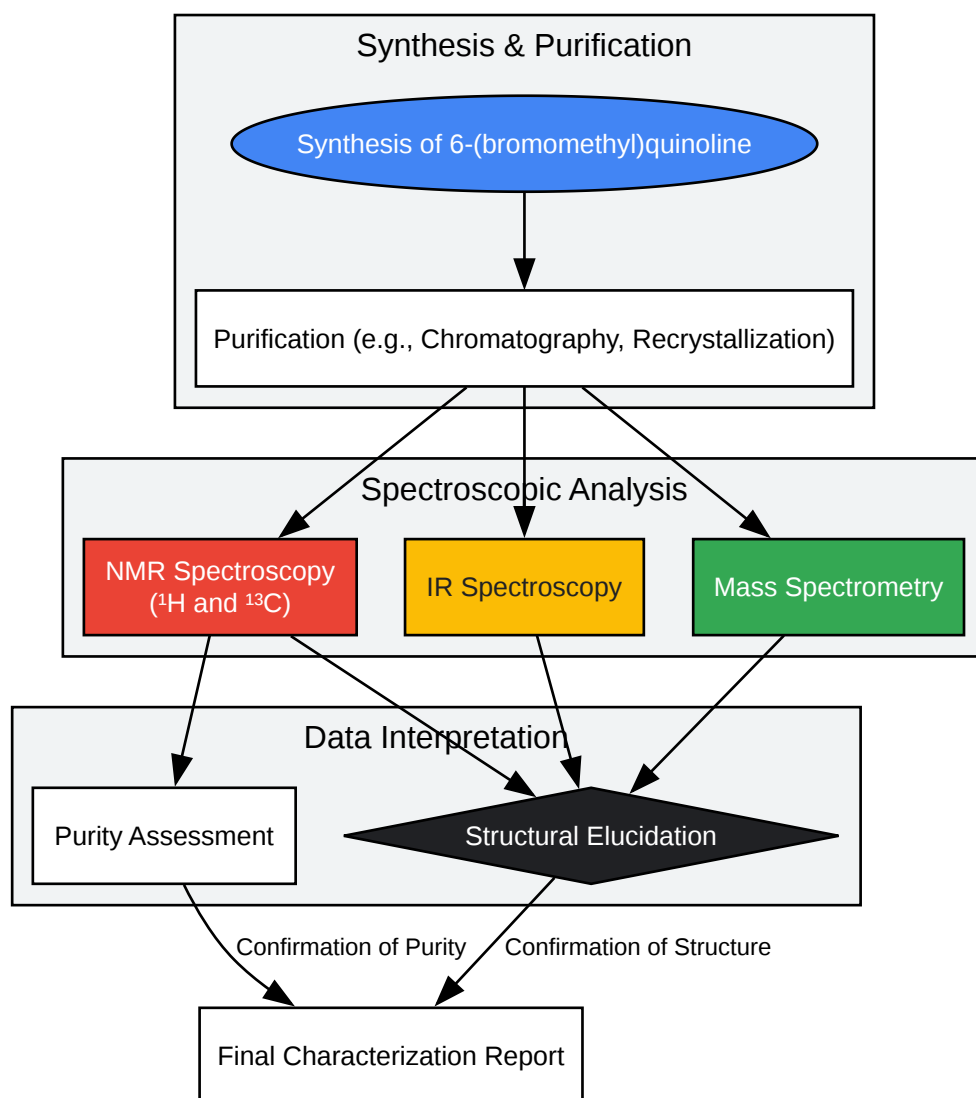 Synthesis & Purification
Synthesis of 6-(bromomethyl)quinoline
Purification (e.g., Chromatography, Recrystallization)
Spectroscopic Analysis
NMR Spectroscopy
(¹H and ¹³C)
IR Spectroscopy
Mass Spectrometry
Data Interpretation
Purity Assessment
Structural Elucidation
Confirmation of Purity
Confirmation of Structure
Final Characterization Report